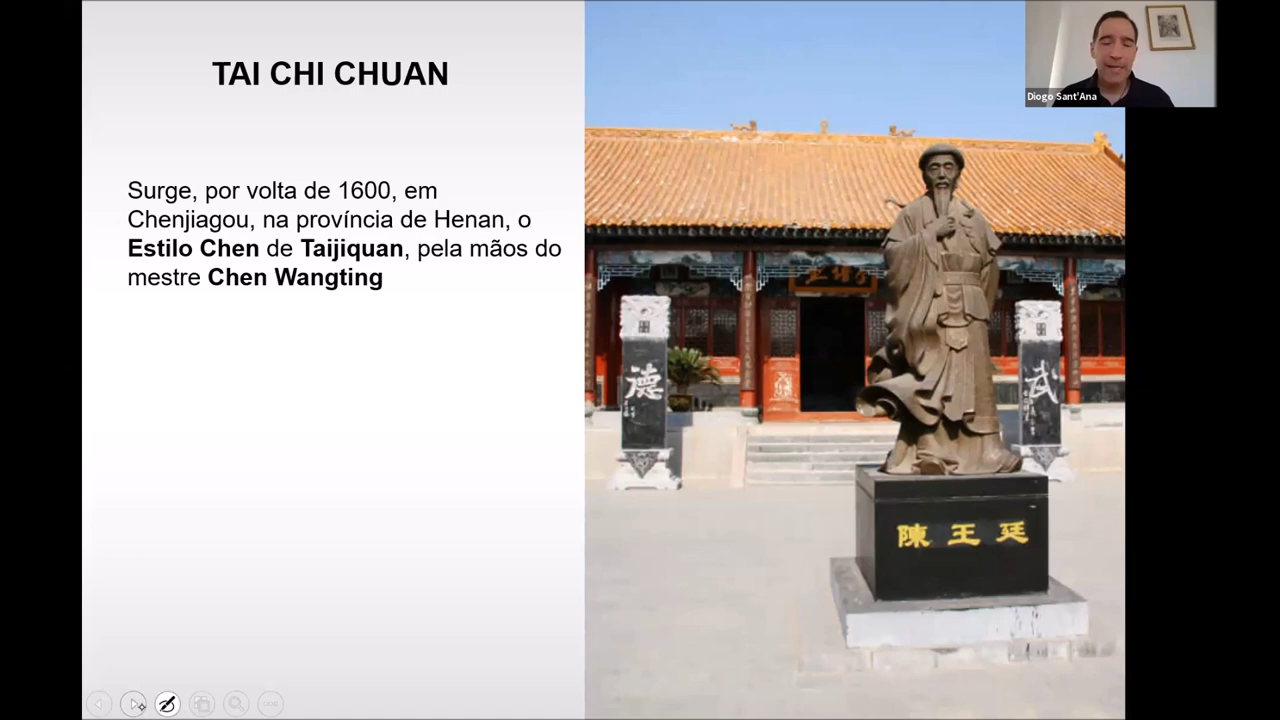 TAI CHI CHUAN
Surge, por volta de 1600, em
Chenjiagou, na província de Henan, o
Estilo Chen de Taijiquan, pela mãos do
mestre Chen Wangting
Diogo Sant'Ana
德
武
陳王廷